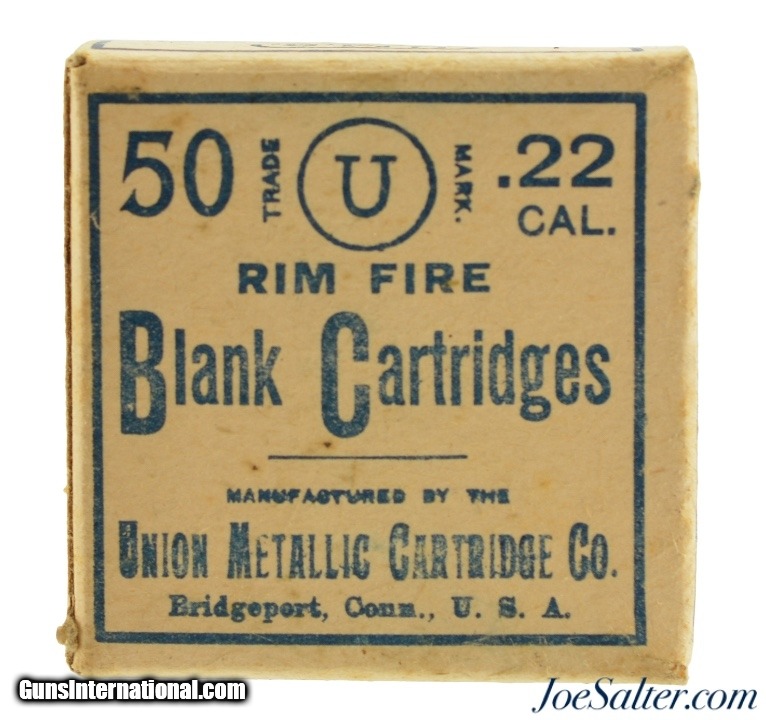 50 TRADE U MARK. .22
CAL.
RIM FIRE
Blank Cartridges
MANUFACTURED BY THE
UNION METALLIC CARTRIDGE CO.
Bridgeport, Conn., U. S. A.
GunsInternational.com
JoeSalter.com